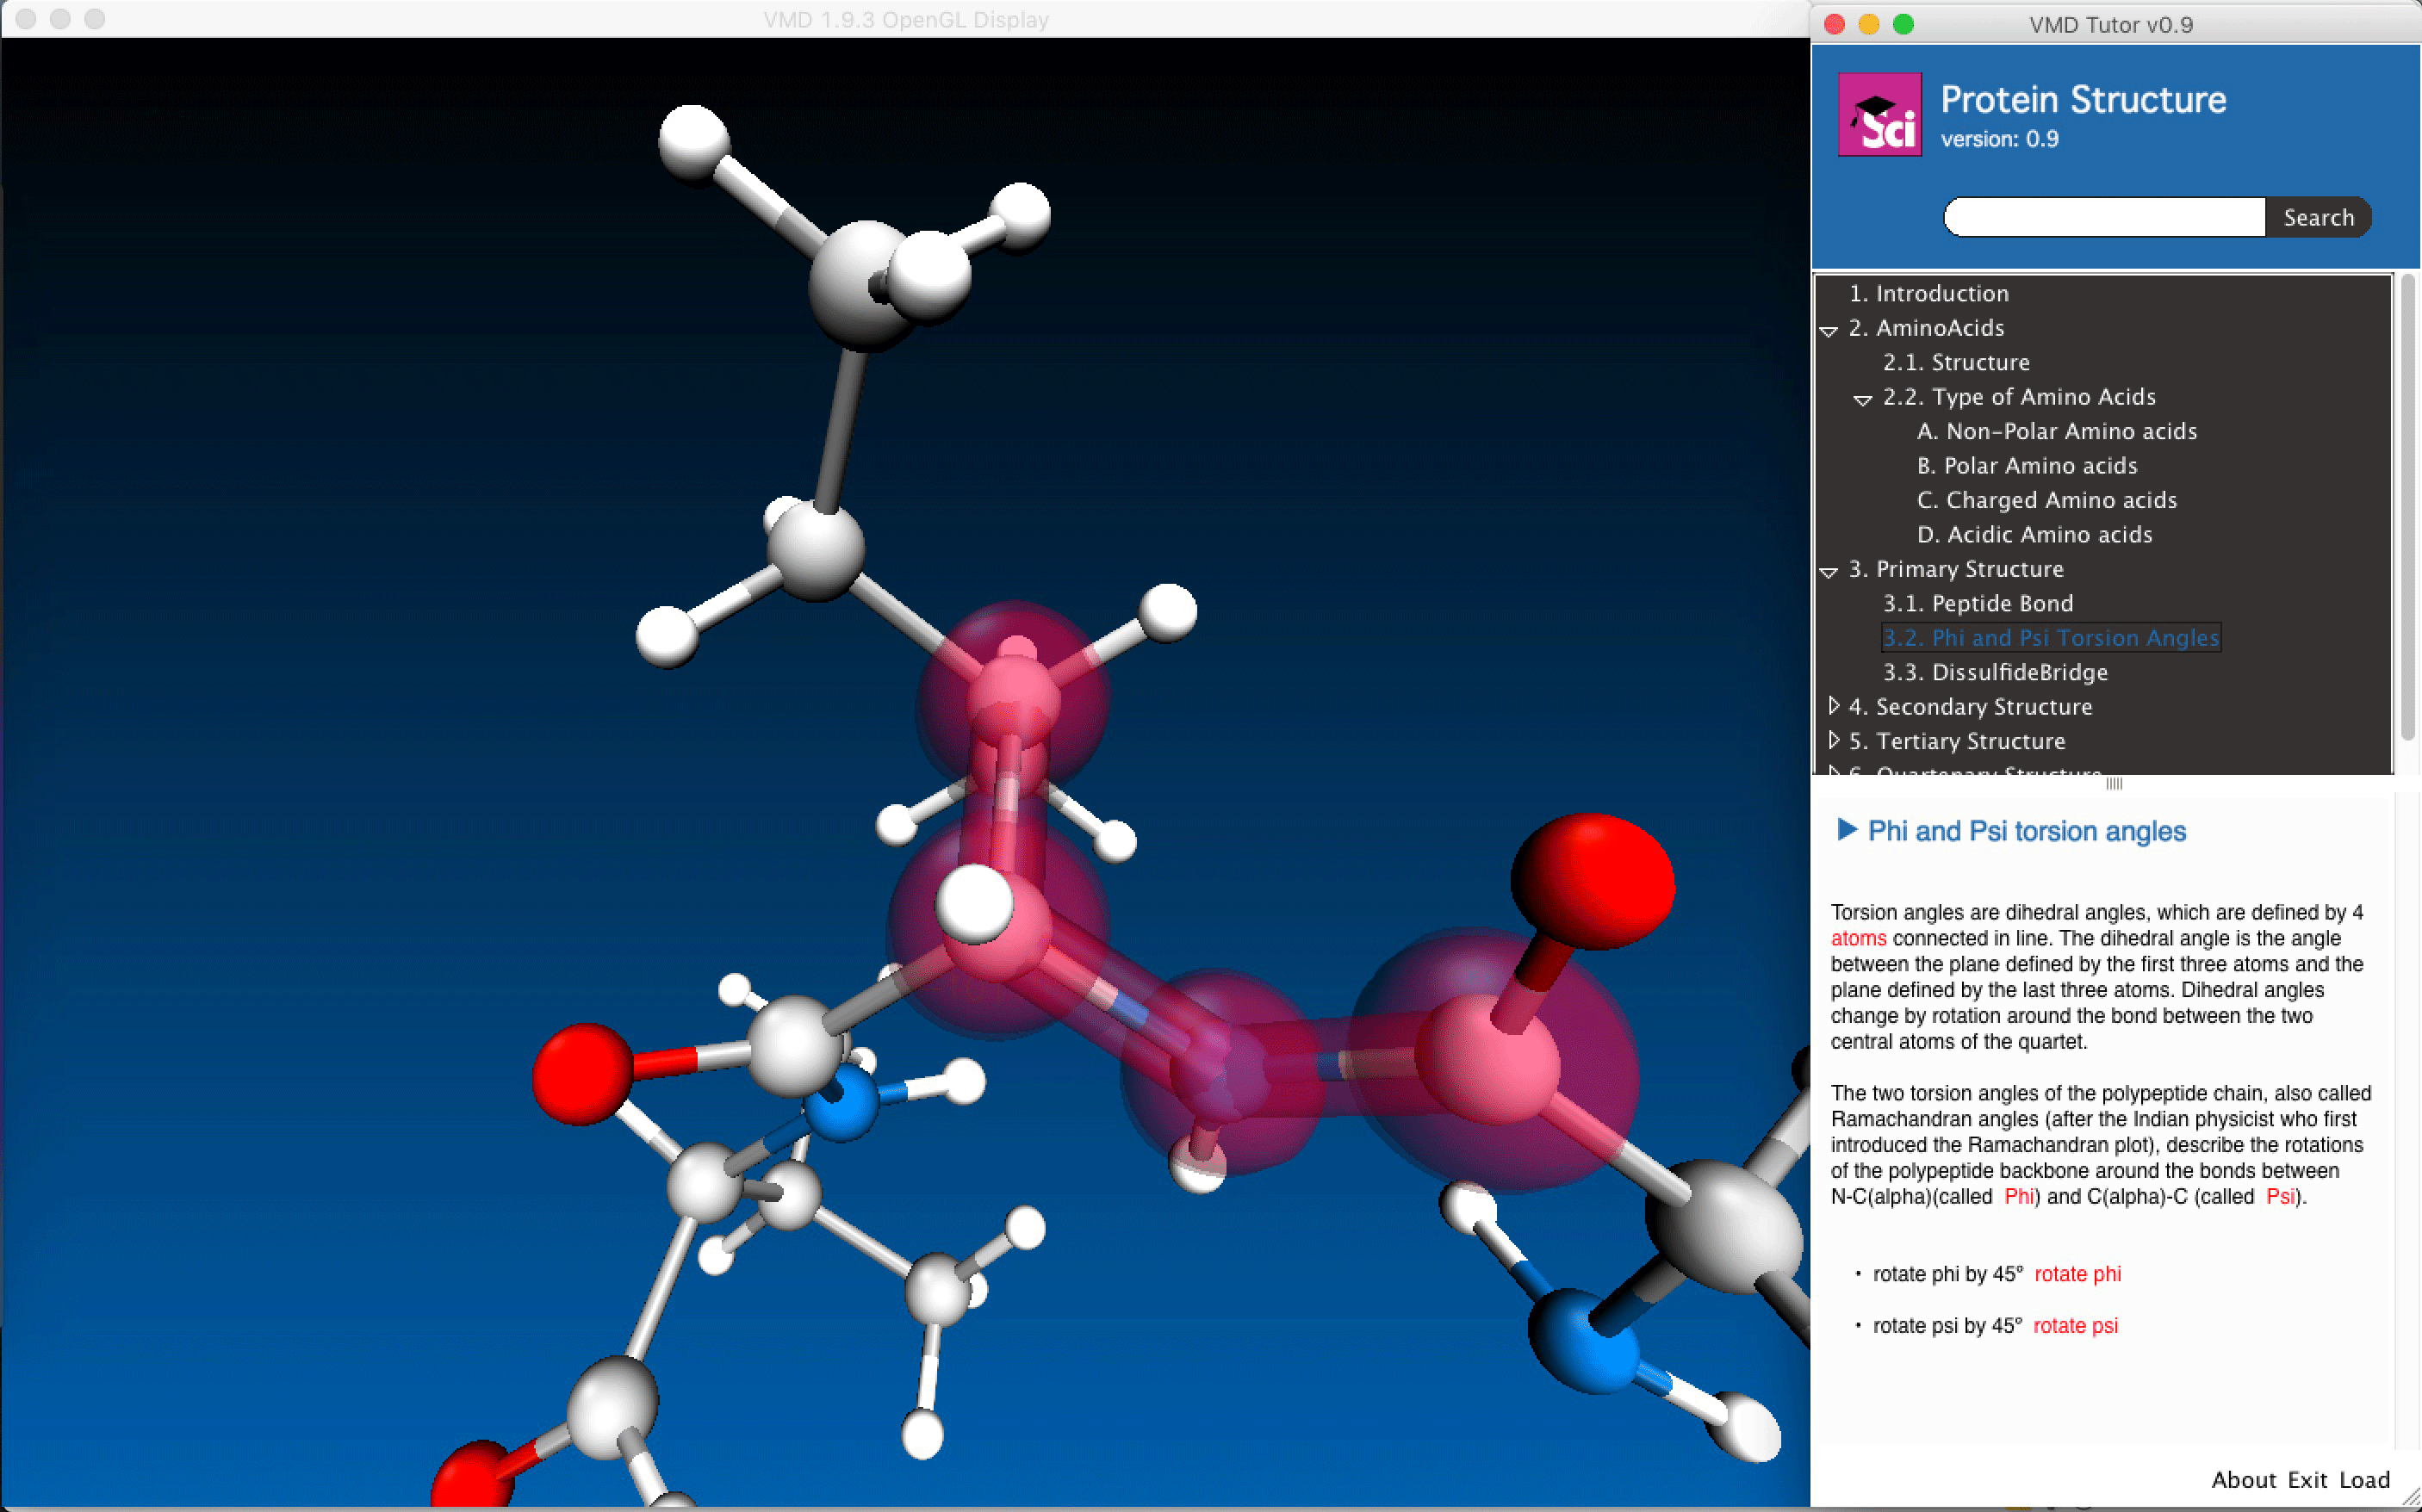 VMD 1.9.3 OpenGL Display
VMD Tutor v0.9
Sci
Protein Structure
version: 0.9
Search
1. Introduction
2. AminoAcids
2.1. Structure
2.2. Type of Amino Acids
A. Non-Polar Amino acids
B. Polar Amino acids
C. Charged Amino acids
D. Acidic Amino acids
3. Primary Structure
3.1. Peptide Bond
3.2. Phi and Psi Torsion Angles
3.3. DissulfideBridge
4. Secondary Structure
5. Tertiary Structure
6. Quartenary Structure
Phi and Psi torsion angles
Torsion angles are dihedral angles, which are defined by 4
atoms connected in line. The dihedral angle is the angle
between the plane defined by the first three atoms and the
plane defined by the last three atoms. Dihedral angles
change by rotation around the bond between the two
central atoms of the quartet.
The two torsion angles of the polypeptide chain, also called
Ramachandran angles (after the Indian physicist who first
introduced the Ramachandran plot), describe the rotations
of the polypeptide backbone around the bonds between
N-C(alpha)(called Phi) and C(alpha)-C (called Psi).
• rotate phi by 45º rotate phi
• rotate psi by 45º rotate psi
About Exit Load